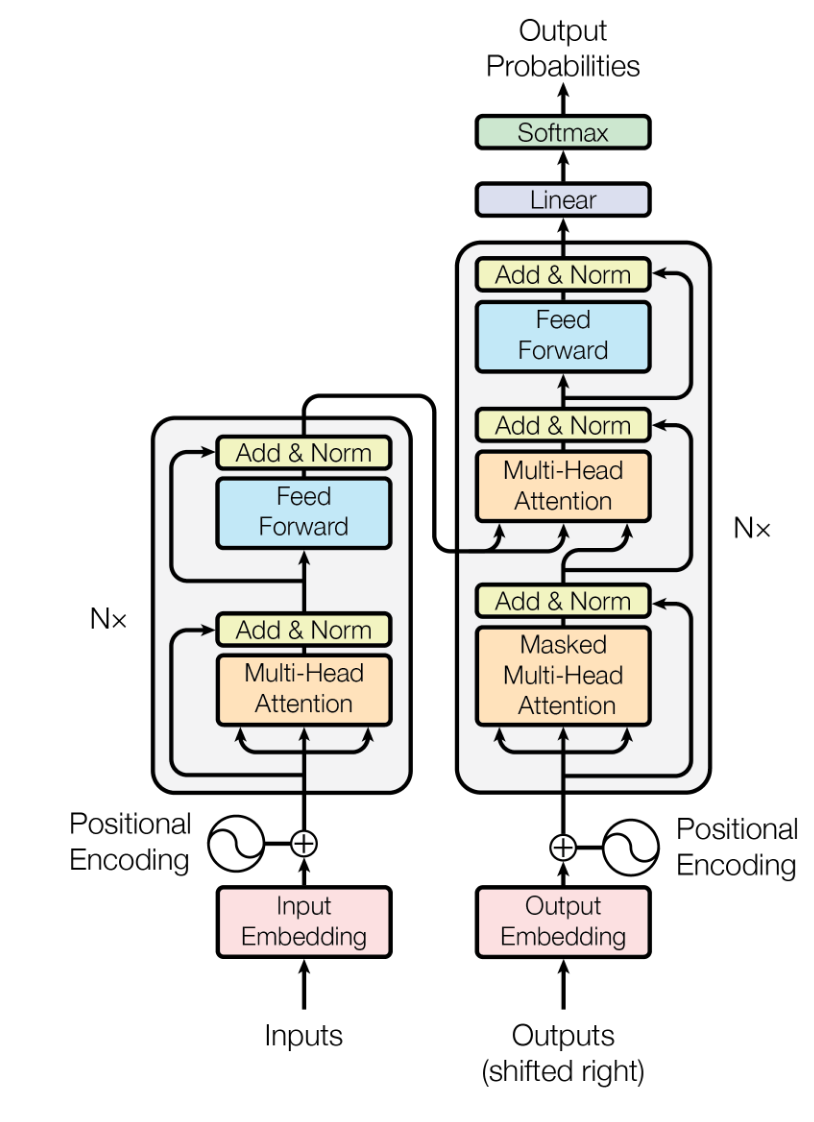 Output
Probabilities
Softmax
Linear
Add & Norm
Feed
Forward
Add & Norm
Multi-Head
Attention
Add & Norm
Masked
Multi-Head
Attention
N×
Add & Norm
Feed
Forward
Add & Norm
Multi-Head
Attention
N×
Positional
Encoding
Positional
Encoding
Input
Embedding
Output
Embedding
Inputs
Outputs
(shifted right)